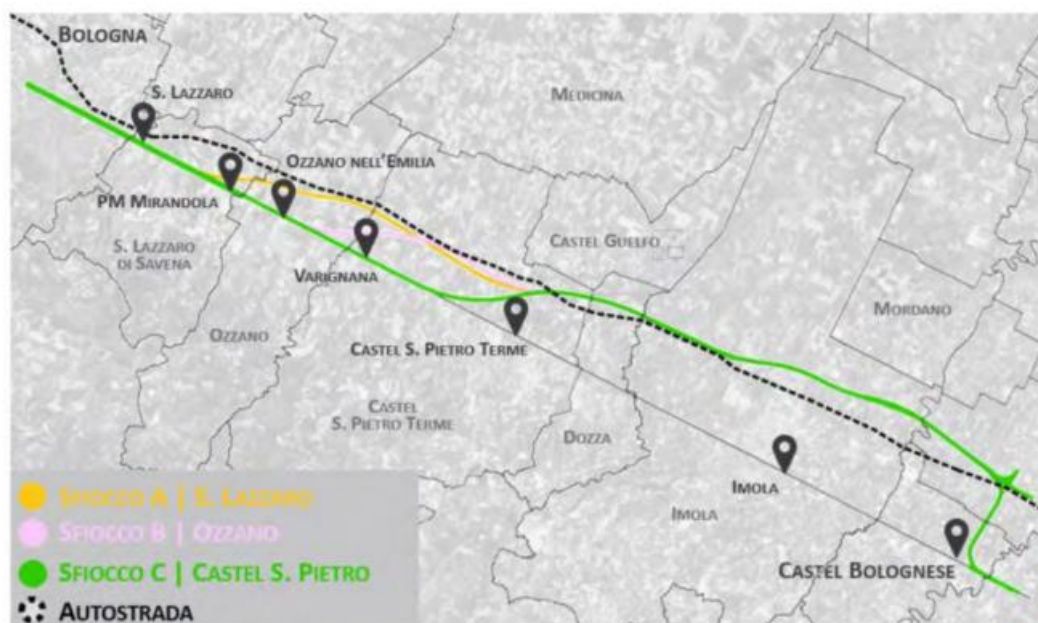 BOLOGNA
S. LAZZARO
MEDICINA
OZZANO NELL'EMILIA
PM MIRANDOLA
S. LAZZARO
DI SAVENA
CASTEL GUELFO
VARIGNANA
MORDANO
OZZANO
CASTEL S. PIETRO TERME
CASTEL
S. PIETRO TERME
DOZZA
IMOLA
IMOLA
CASTEL BOLOGNESE
SFIOCCO A | S. LAZZARO
SFIOCCO B | OZZANO
SFIOCCO C | CASTEL S. PIETRO
AUTOSTRADA